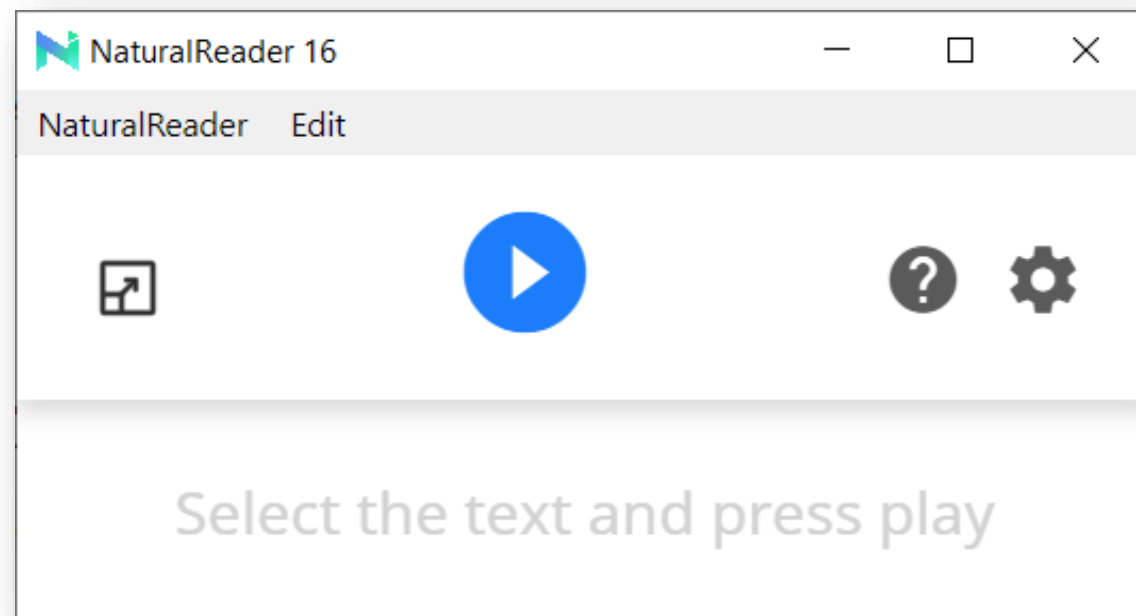 NaturalReader 16
NaturalReader Edit
Select the text and press play